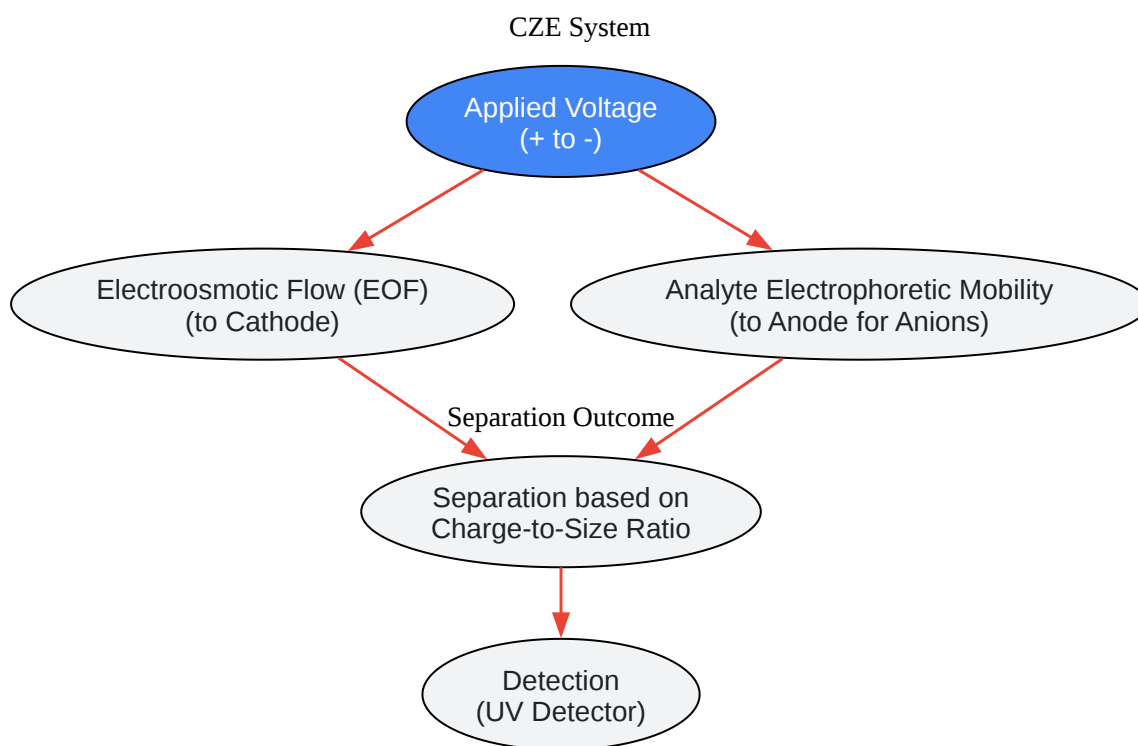 CZE System
Applied Voltage
(+ to -)
Electroosmotic Flow (EOF)
(to Cathode)
Analyte Electrophoretic Mobility
(to Anode for Anions)
Separation Outcome
Separation based on
Charge-to-Size Ratio
Detection
(UV Detector)